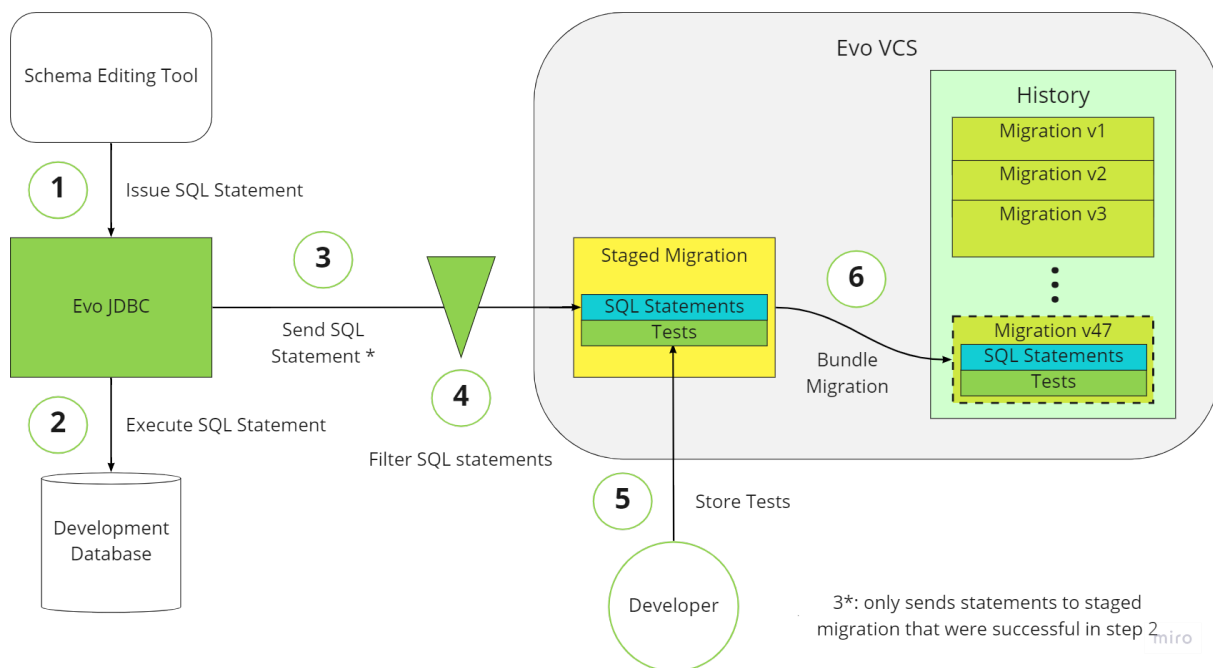 Schema Editing Tool
1
Issue SQL Statement
Evo JDBC
2
Execute SQL Statement
Development
Database
3
Send SQL
Statement *
4
Filter SQL statements
Evo VCS
Staged Migration
SQL Statements
Tests
5
Store Tests
Developer
6
Bundle
Migration
History
Migration v1
Migration v2
Migration v3
Migration v47
SQL Statements
Tests
3*: only sends statements to staged
migration that were successful in step 2
miro